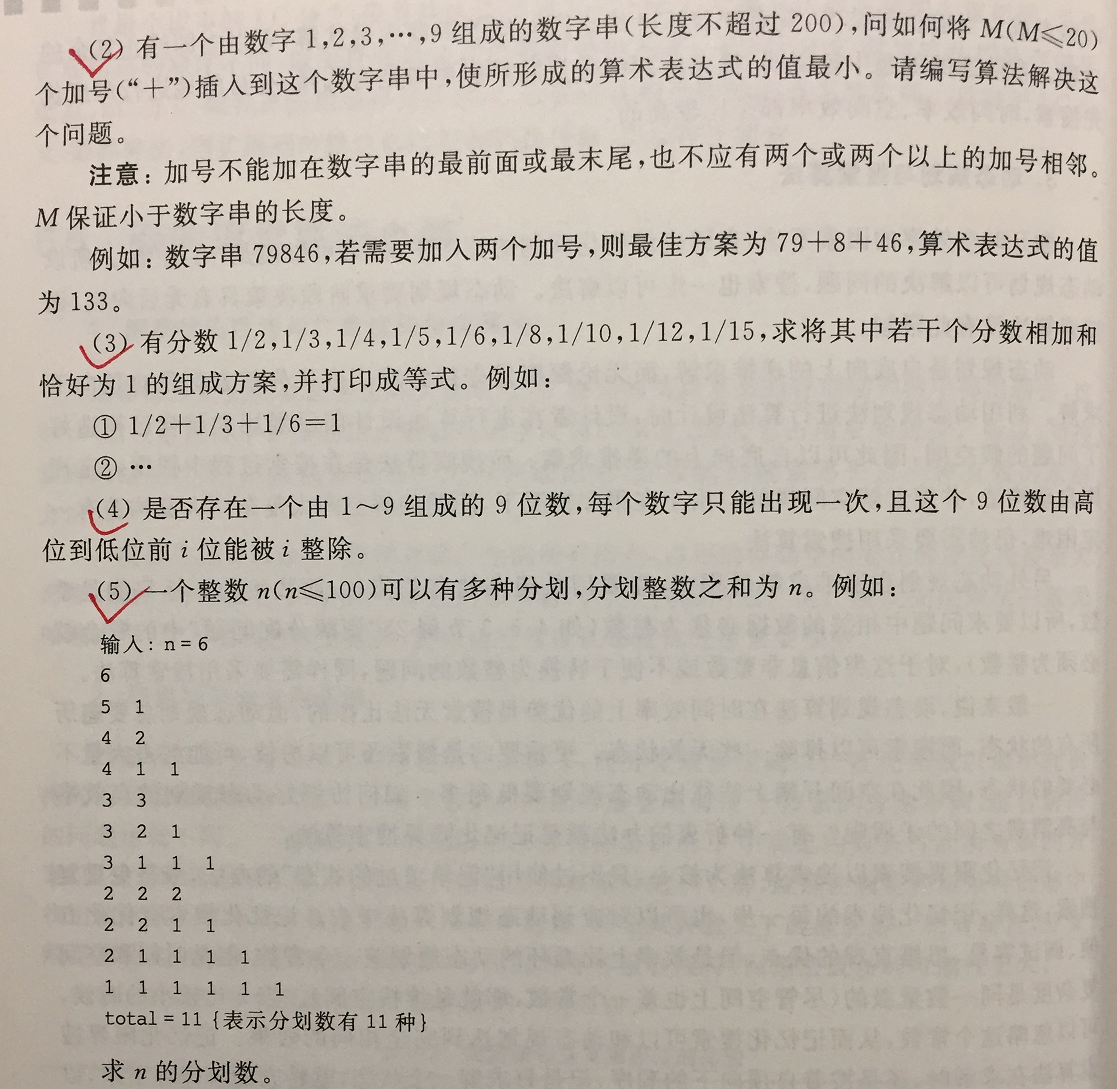 (2) 有一个由数字 1,2,3,…,9 组成的数字串(长度不超过 200),问如何将 M(M≤20)
个加号(“+”)插入到这个数字串中,使所形成的算术表达式的值最小。请编写算法解决这
个问题。
注意：加号不能加在数字串的最前面或最末尾,也不应有两个或两个以上的加号相邻。
M 保证小于数字串的长度。
例如：数字串 79846,若需要加入两个加号,则最佳方案为 79+8+46,算术表达式的值
为 133。
(3) 有分数 1/2,1/3,1/4,1/5,1/6,1/8,1/10,1/12,1/15,求将其中若干个分数相加和
恰好为 1 的组成方案,并打印成等式。例如：
① 1/2+1/3+1/6=1
② …
(4) 是否存在一个由 1～9 组成的 9 位数,每个数字只能出现一次,且这个 9 位数由高
位到低位前 i 位能被 i 整除。
(5) 一个整数 n(n≤100)可以有多种分划,分划整数之和为 n。例如：
输入: n=6
6
5 1
4 2
4 1 1
3 3
3 2 1
3 1 1 1
2 2 2
2 2 1 1
2 1 1 1 1
1 1 1 1 1 1
total=11 {表示分划数有 11 种}
求 n 的分划数。